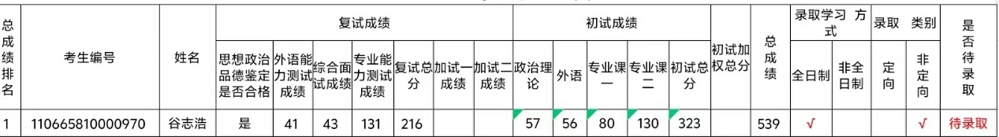 总成绩排名 考生编号 姓名 复试成绩 初试成绩 初试加权总分 总成绩 录取学习 方式 录取 类别 是否待录取
思想政治品德鉴定是否合格 外语能力测试成绩 综合面试成绩 专业能力测试成绩 复试总分 加试一成绩 加试二成绩 政治理论 外语 专业课一 专业课二 初试总分 全日制 非全日制 定向 非定向
1 110665810000970 谷志浩 是 41 43 131 216 57 56 80 130 323 539 √ √ 待录取